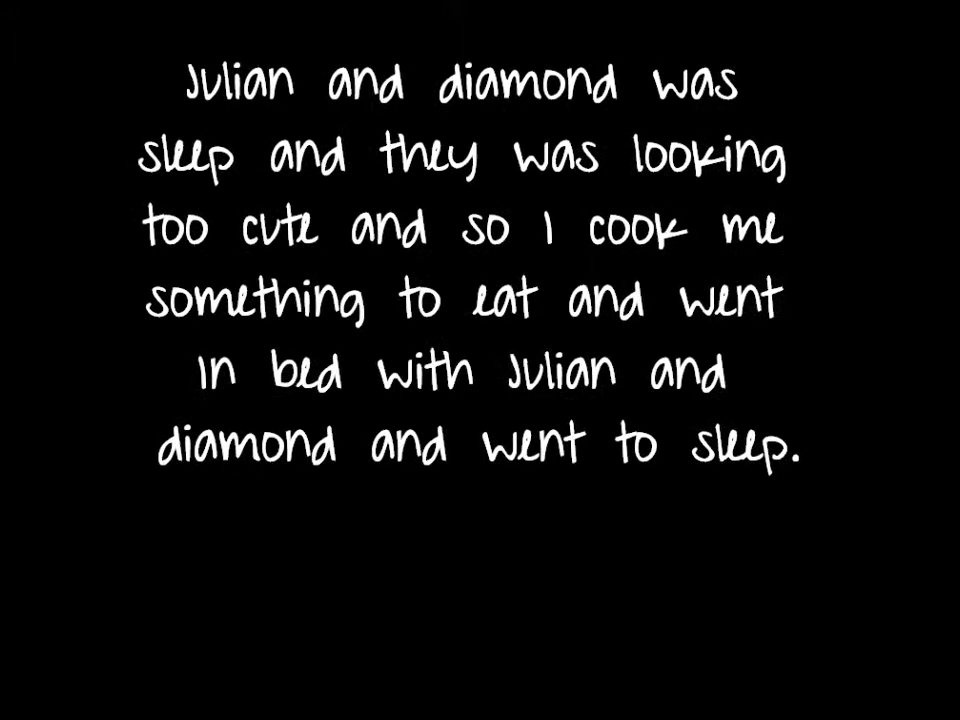 Julian and diamond was
sleep and they was looking
too cute and so I cook me
something to eat and went
in bed with Julian and
diamond and went to sleep.